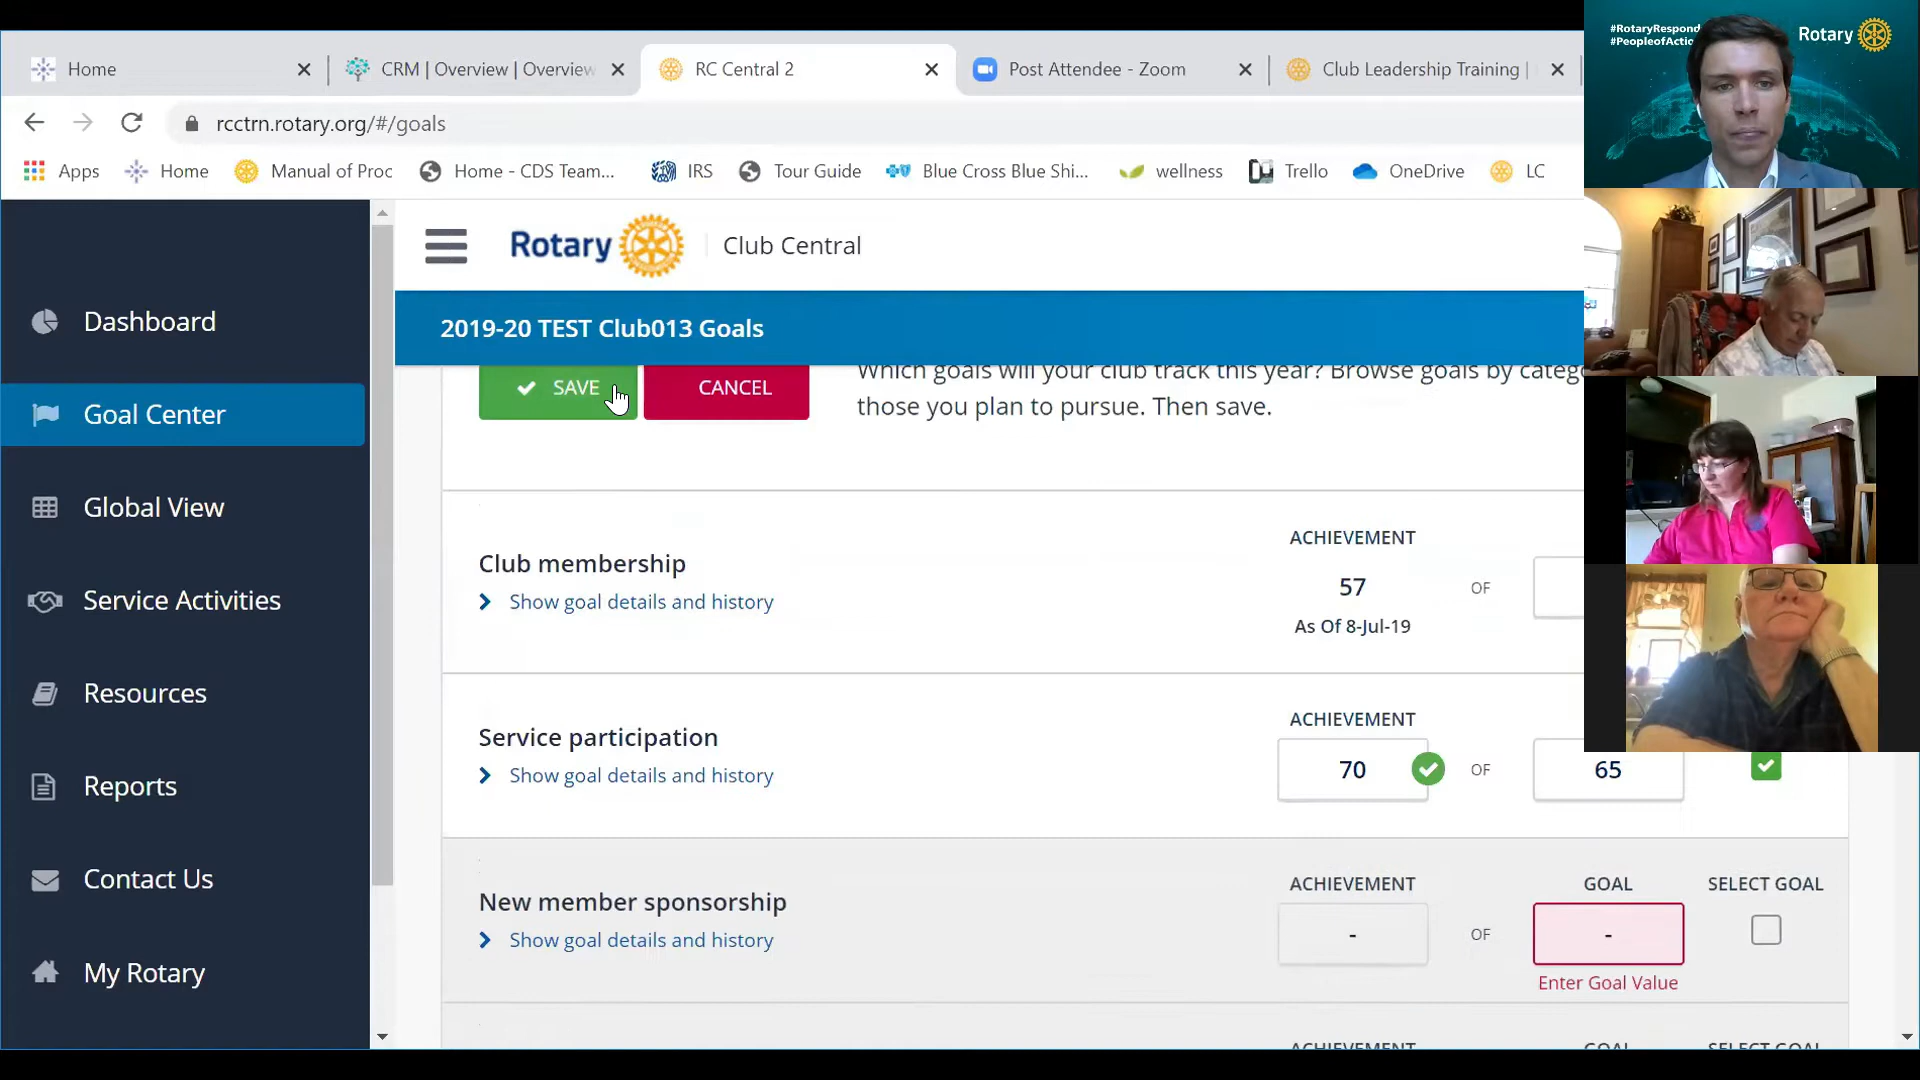 Home
CRM | Overview | Overview
RC Central 2
Post Attendee - Zoom
Club Leadership Training |
rcctrn.rotary.org/#/goals
Apps
Home
Manual of Proc
Home - CDS Team...
IRS
Tour Guide
Blue Cross Blue Shi...
wellness
Trello
OneDrive
LC
#RotaryRespond
#PeopleofActio
Rotary
Rotary
Club Central
2019-20 TEST Club013 Goals
Dashboard
Goal Center
Global View
Service Activities
Resources
Reports
Contact Us
My Rotary
SAVE
CANCEL
Which goals will your club track this year? Browse goals by categ
those you plan to pursue. Then save.
Club membership
Show goal details and history
ACHIEVEMENT
57
OF
As Of 8-Jul-19
Service participation
Show goal details and history
ACHIEVEMENT
70
OF
65
New member sponsorship
Show goal details and history
ACHIEVEMENT
GOAL
SELECT GOAL
-
OF
-
Enter Goal Value
ACHIEVEMENT
GOAL
SELECT GOAL